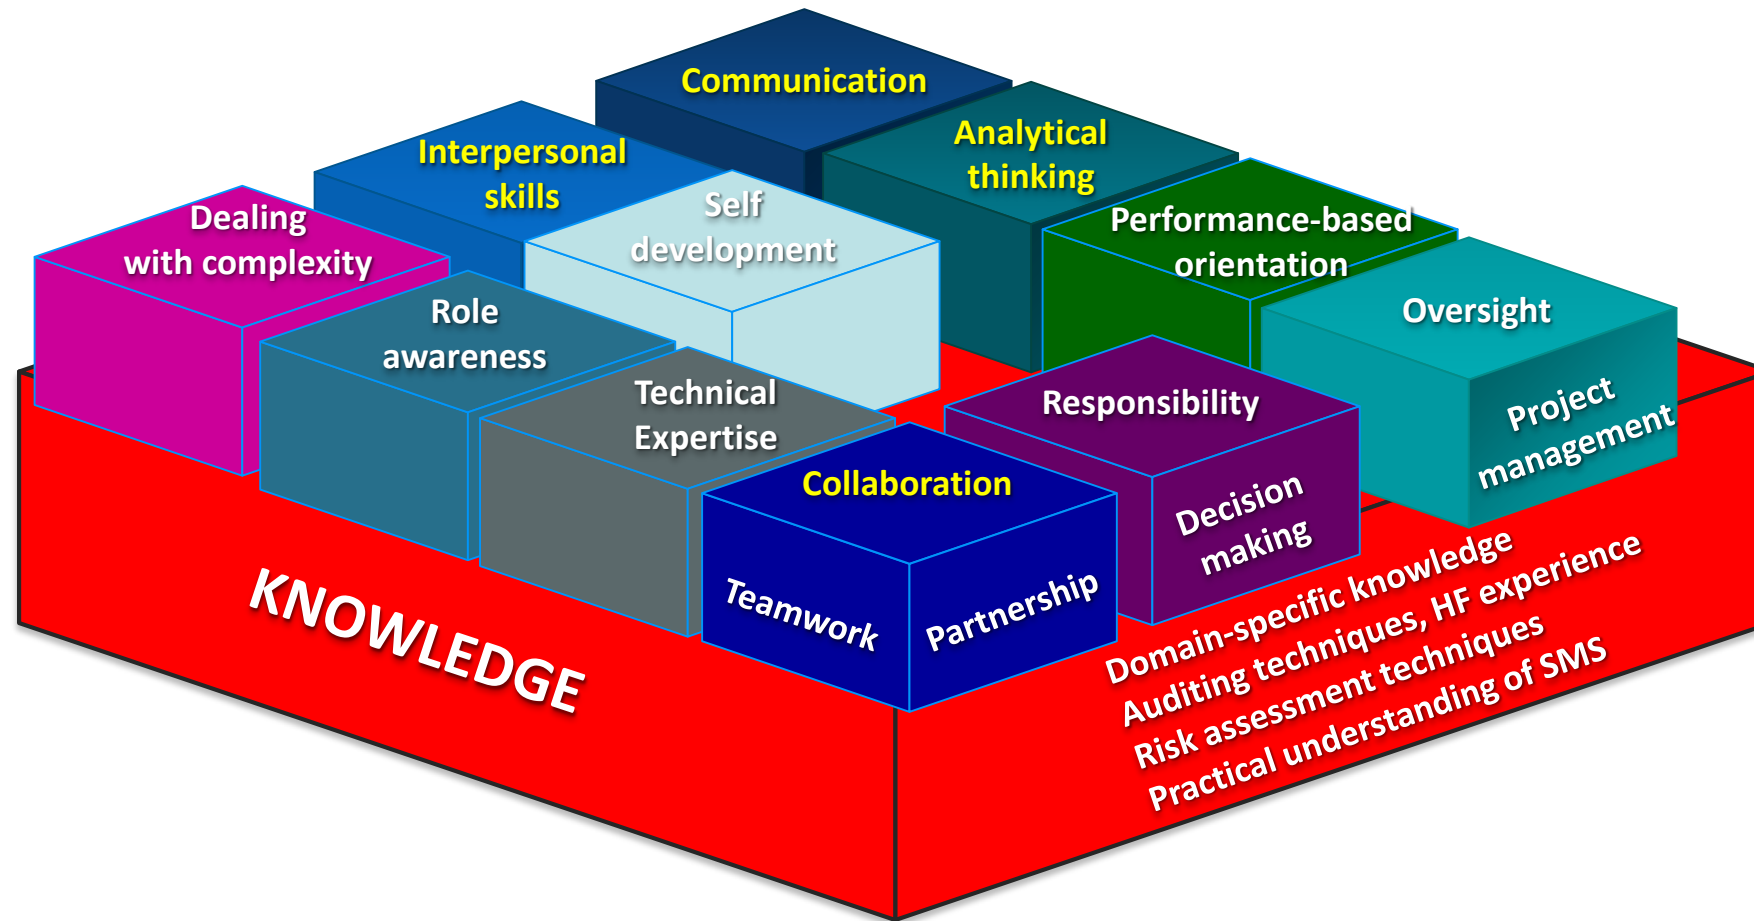 Communication
Analytical
thinking
Interpersonal
skills
Self
development
Performance-based
orientation
Dealing
with complexity
Role
awareness
Oversight
Project
management
Technical
Expertise
Responsibility
Decision
making
Collaboration
Teamwork
Partnership
KNOWLEDGE
Domain-specific knowledge
Auditing techniques, HF experience
Risk assessment techniques
Practical understanding of SMS